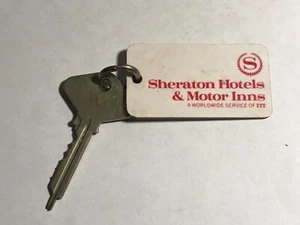 S
Sheraton Hotels
& Motor Inns
A WORLDWIDE SERVICE OF ITT